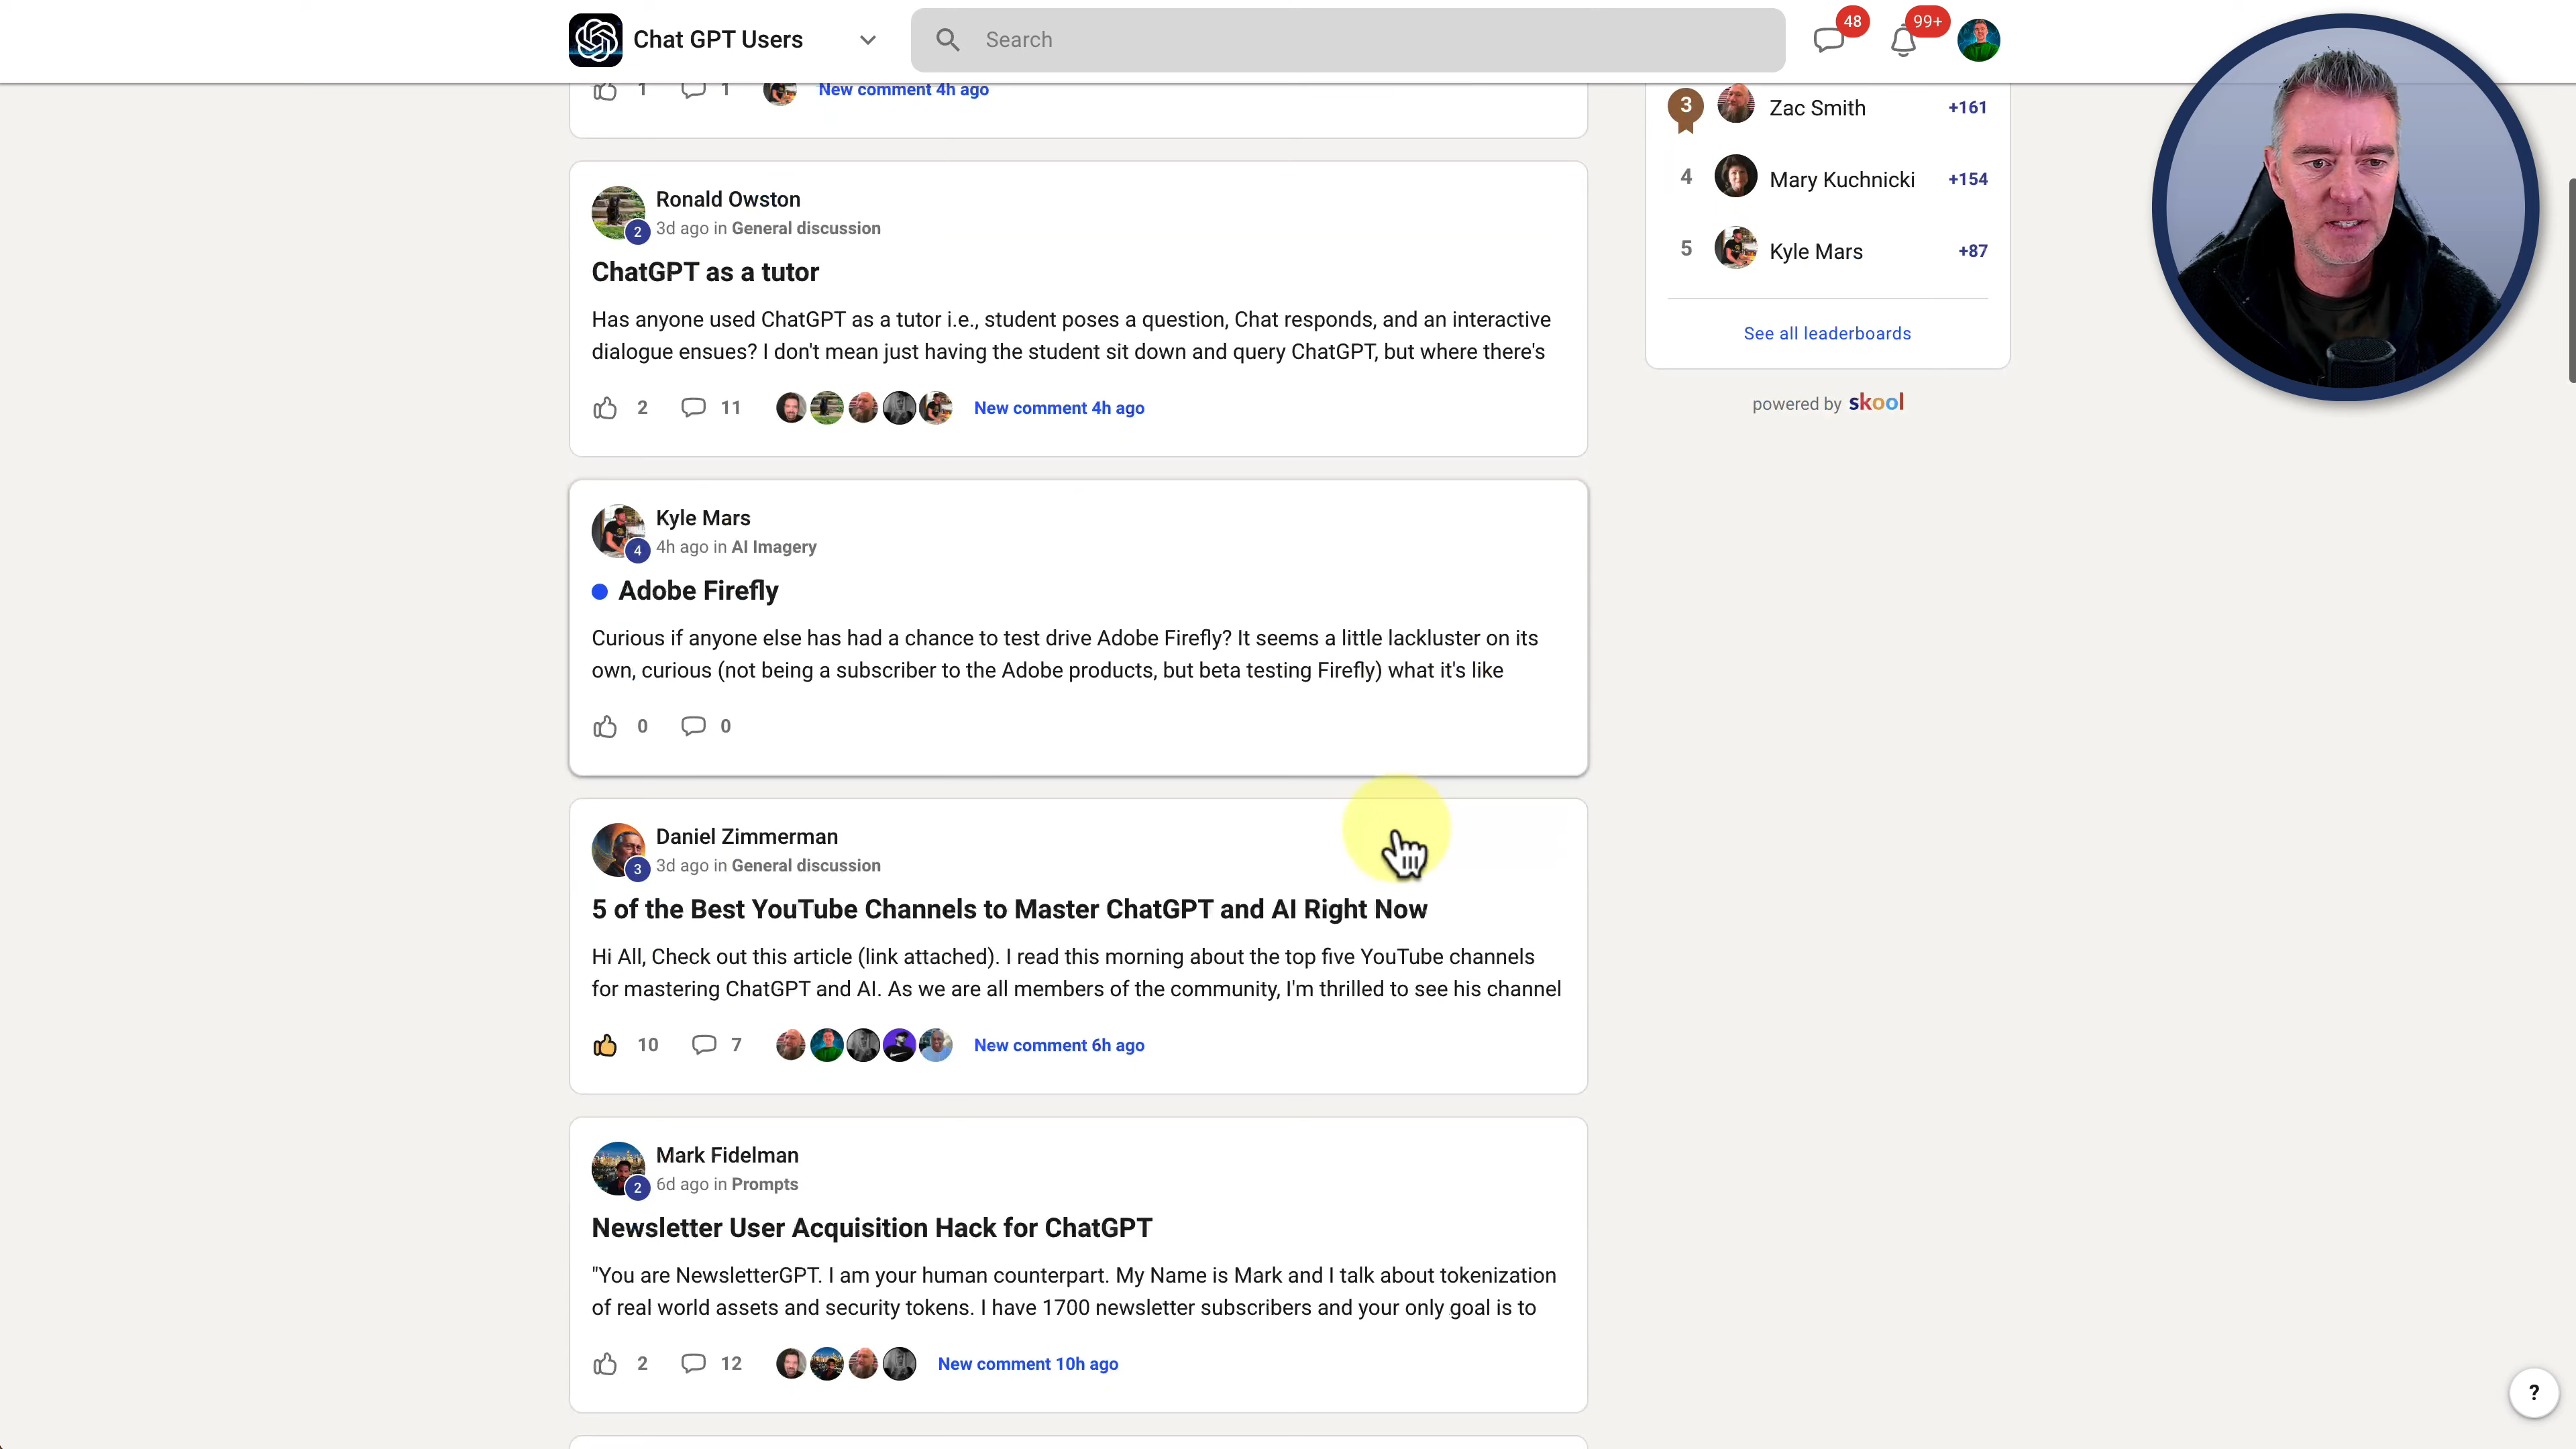 Chat GPT Users
Search
48
99+
1
1
New comment 4h ago
Ronald Owston
2
3d ago in General discussion
ChatGPT as a tutor
Has anyone used ChatGPT as a tutor i.e., student poses a question, Chat responds, and an interactive
dialogue ensues? I don't mean just having the student sit down and query ChatGPT, but where there's
2
11
New comment 4h ago
Kyle Mars
4
4h ago in AI Imagery
Adobe Firefly
Curious if anyone else has had a chance to test drive Adobe Firefly? It seems a little lackluster on its
own, curious (not being a subscriber to the Adobe products, but beta testing Firefly) what it's like
0
0
Daniel Zimmerman
3
3d ago in General discussion
5 of the Best YouTube Channels to Master ChatGPT and AI Right Now
Hi All, Check out this article (link attached). I read this morning about the top five YouTube channels
for mastering ChatGPT and AI. As we are all members of the community, I'm thrilled to see his channel
10
7
New comment 6h ago
Mark Fidelman
2
6d ago in Prompts
Newsletter User Acquisition Hack for ChatGPT
"You are NewsletterGPT. I am your human counterpart. My Name is Mark and I talk about tokenization
of real world assets and security tokens. I have 1700 newsletter subscribers and your only goal is to
2
12
New comment 10h ago
3 Zac Smith +161
4 Mary Kuchnicki +154
5 Kyle Mars +87
See all leaderboards
powered by skool
?